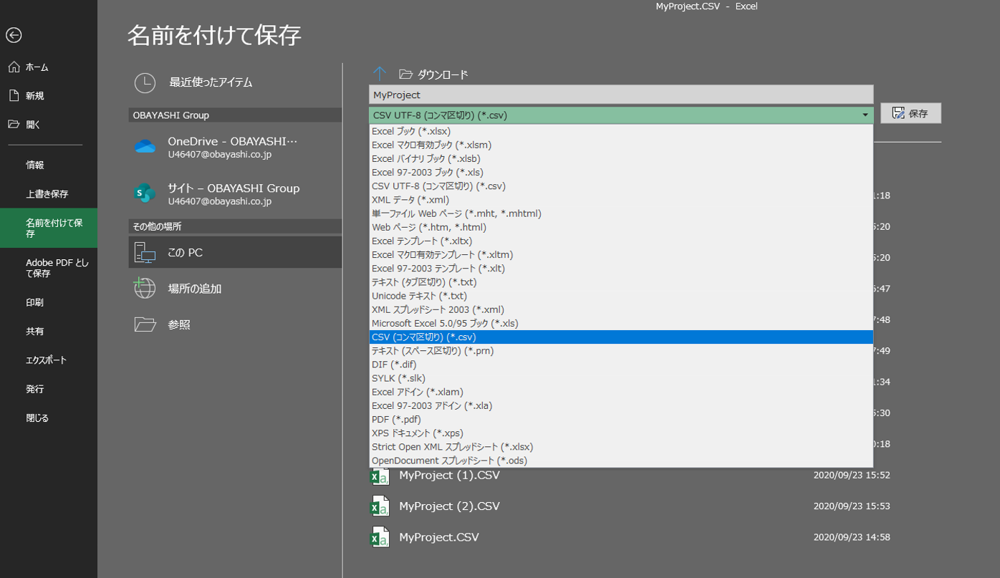 MyProject.CSV - Excel
名前を付けて保存
ホーム
新規
開く
情報
上書き保存
名前を付けて保
存
Adobe PDF とし
て保存
印刷
共有
エクスポート
発行
閉じる
最近使ったアイテム
OBAYASHI Group
OneDrive - OBAYASHI…
U46407@obayashi.co.jp
サイト – OBAYASHI Group
U46407@obayashi.co.jp
その他の場所
この PC
場所の追加
参照
ダウンロード
MyProject
CSV UTF-8 (コンマ区切り) (*.csv)
保存
Excel ブック (*.xlsx)
Excel マクロ有効ブック (*.xlsm)
Excel バイナリ ブック (*.xlsb)
Excel 97-2003 ブック (*.xls)
CSV UTF-8 (コンマ区切り) (*.csv)
XML データ (*.xml)
単一ファイル Web ページ (*.mht, *.mhtml)
Web ページ (*.htm, *.html)
Excel テンプレート (*.xltx)
Excel マクロ有効テンプレート (*.xltm)
Excel 97-2003 テンプレート (*.xlt)
テキスト (タブ区切り) (*.txt)
Unicode テキスト (*.txt)
XML スプレッドシート 2003 (*.xml)
Microsoft Excel 5.0/95 ブック (*.xls)
CSV (コンマ区切り) (*.csv)
テキスト (スペース区切り) (*.prn)
DIF (*.dif)
SYLK (*.slk)
Excel アドイン (*.xlam)
Excel 97-2003 アドイン (*.xla)
PDF (*.pdf)
XPS ドキュメント (*.xps)
Strict Open XML スプレッドシート (*.xlsx)
OpenDocument スプレッドシート (*.ods)
:18
:20
:20
:47
:48
:49
:34
:30
:18
MyProject (1).CSV 2020/09/23 15:52
MyProject (2).CSV 2020/09/23 15:53
MyProject.CSV 2020/09/23 14:58